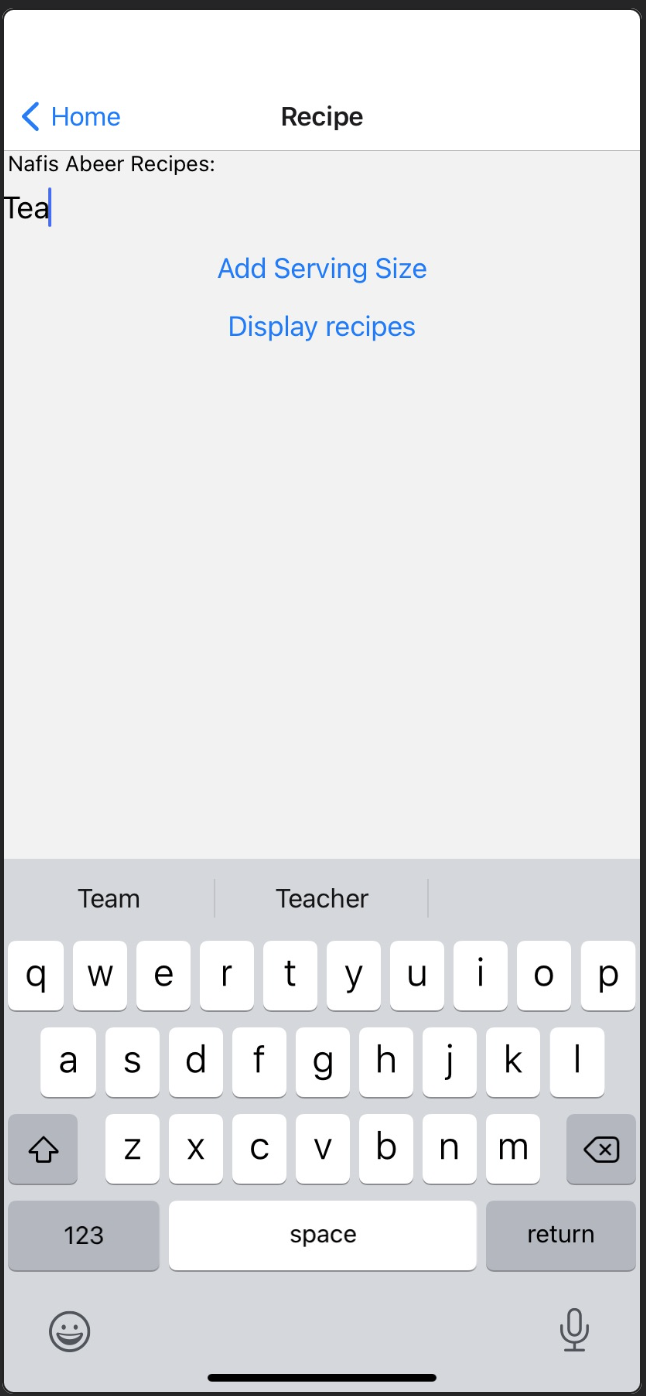 Home Recipe
Nafis Abeer Recipes:
Tea
Add Serving Size
Display recipes
Team Teacher
q w e r t y u i o p
a s d f g h j k l
z x c v b n m
123 space return